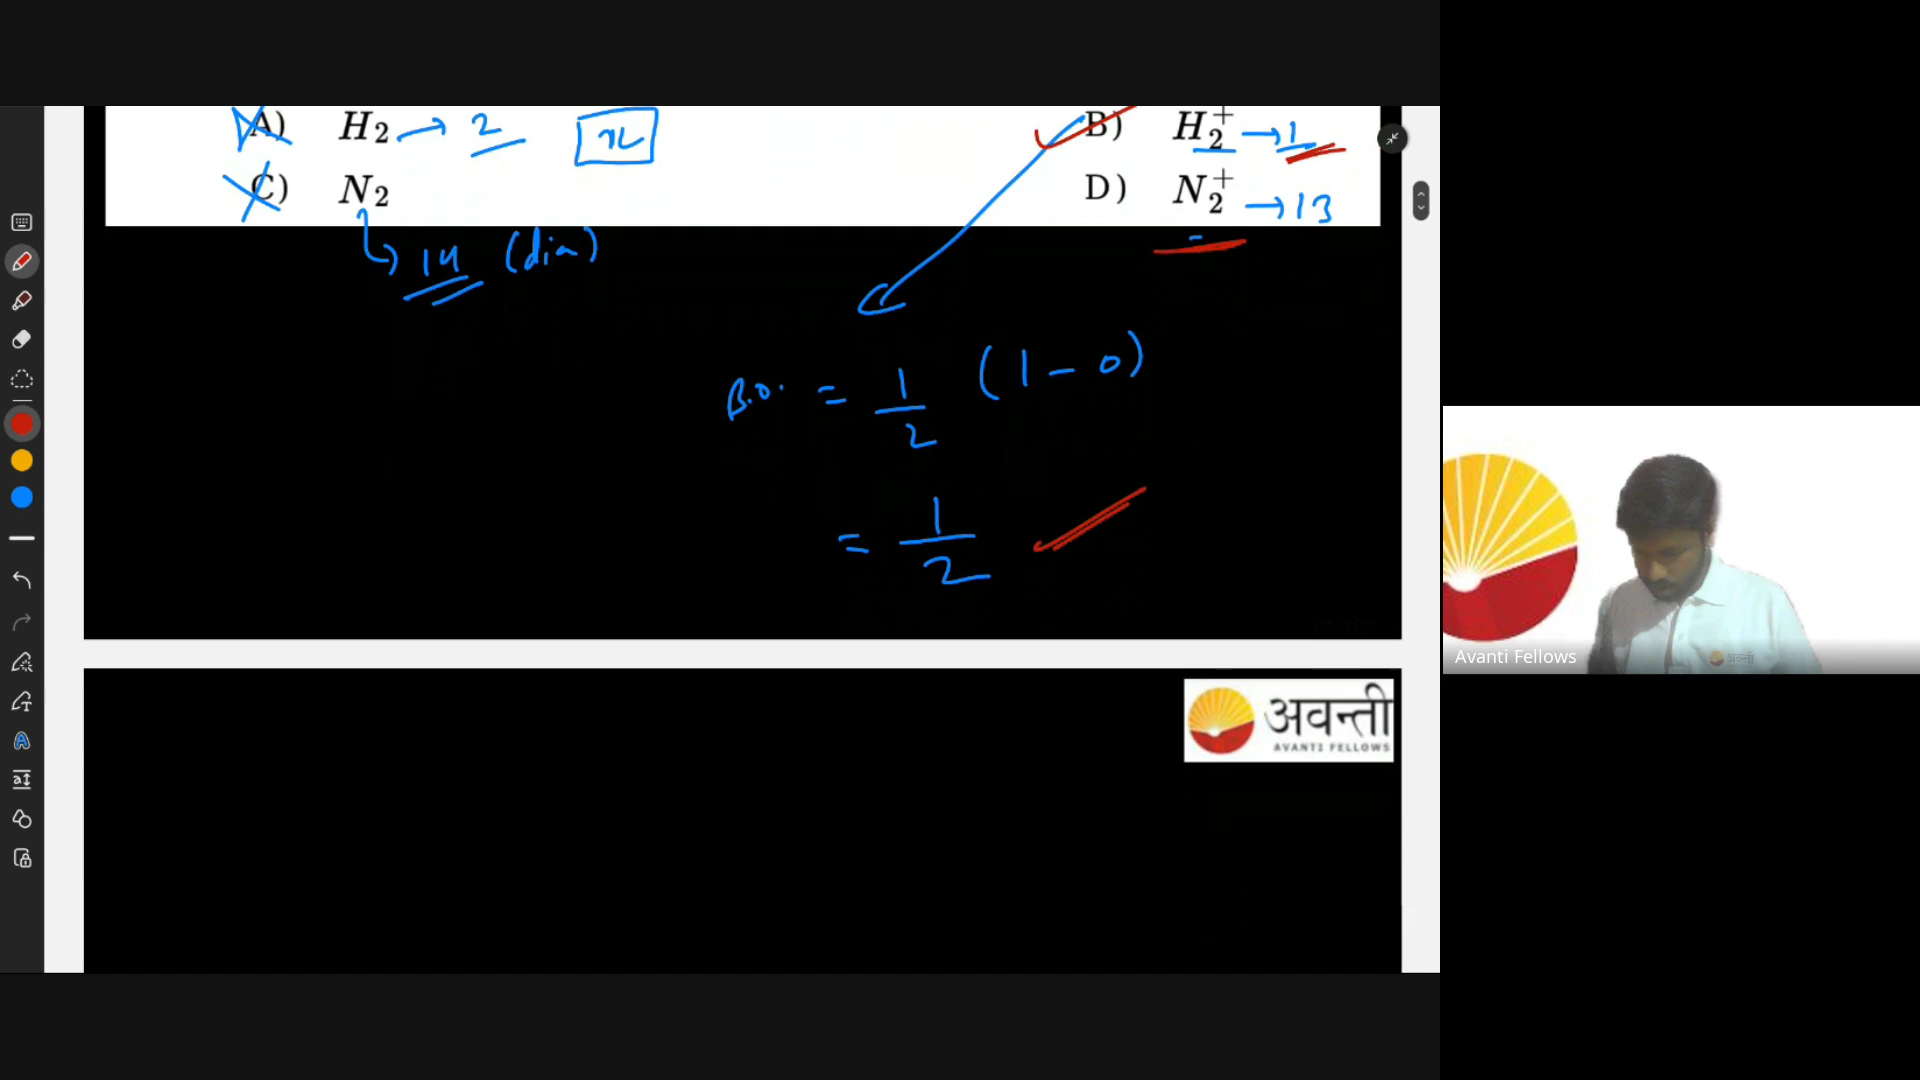 A) H₂ → 2 x B) H₂⁺ → 1
C) N₂ D) N₂⁺ → 13
14 (dia)
B.O. = 1/2 (1 - 0)
= 1/2
Avanti Fellows
अवन्ती
AVANTI FELLOWS